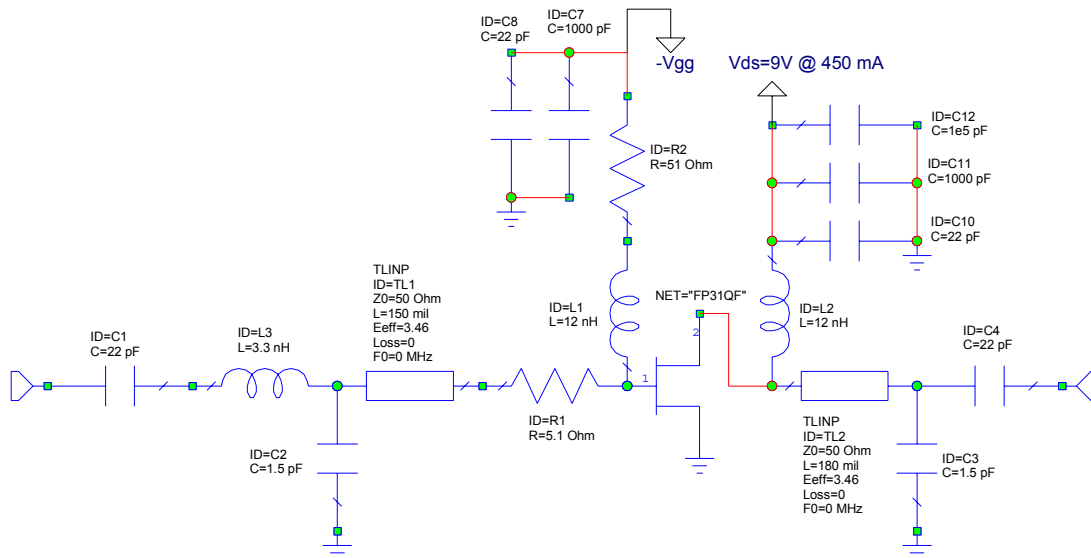 ID=C8
C=22 pF
ID=C7
C=1000 pF
-Vgg
Vds=9V @ 450 mA
ID=C12
C=1e5 pF
ID=R2
R=51 Ohm
ID=C11
C=1000 pF
ID=C10
C=22 pF
TLINP
ID=TL1
Z0=50 Ohm
L=150 mil
Eeff=3.46
Loss=0
F0=0 MHz
ID=L1
L=12 nH
NET="FP31QF"
ID=L2
L=12 nH
ID=C1
C=22 pF
ID=L3
L=3.3 nH
2
1
ID=C4
C=22 pF
ID=R1
R=5.1 Ohm
ID=C2
C=1.5 pF
TLINP
ID=TL2
Z0=50 Ohm
L=180 mil
Eeff=3.46
Loss=0
F0=0 MHz
ID=C3
C=1.5 pF